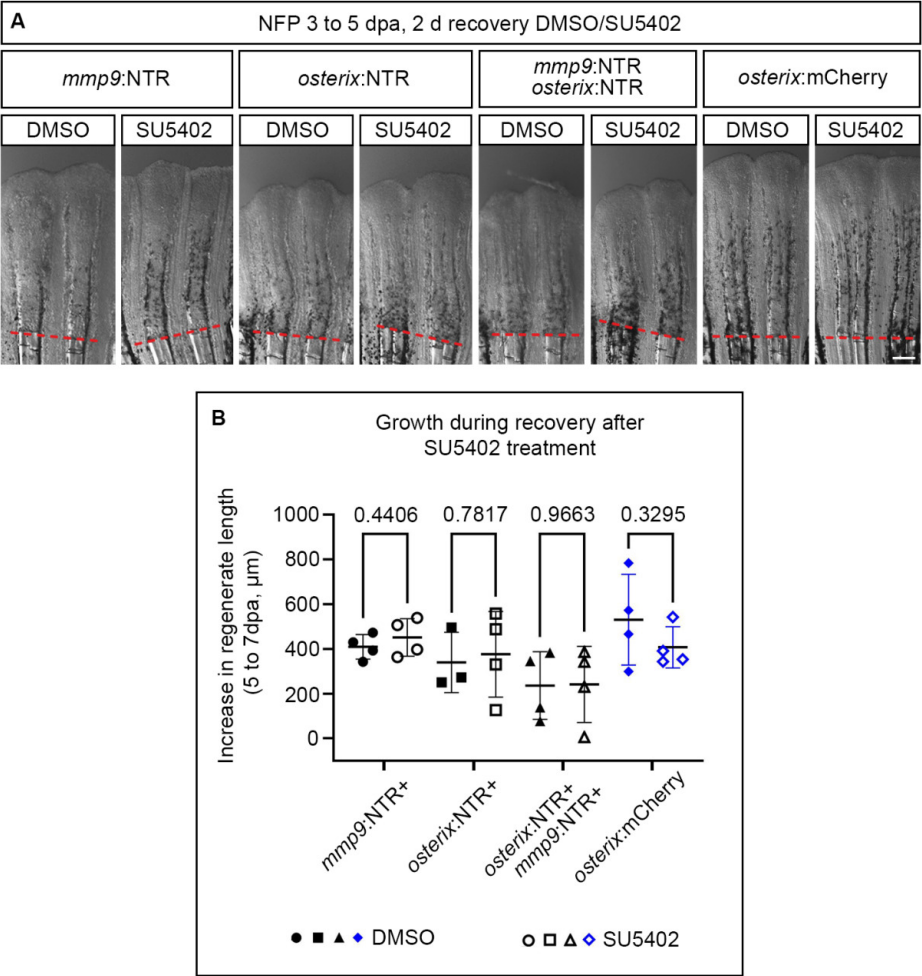 A
NFP 3 to 5 dpa, 2 d recovery DMSO/SU5402
mmp9:NTR
osterix:NTR
mmp9:NTR
osterix:NTR
osterix:mCherry
DMSO
SU5402
DMSO
SU5402
DMSO
SU5402
DMSO
SU5402
B
Growth during recovery after
SU5402 treatment
Increase in regenerate length
(5 to 7dpa, µm)
1000
800
600
400
200
0
0.4406
0.7817
0.9663
0.3295
mmp9:NTR+
osterix:NTR+
osterix:NTR+
mmp9:NTR+
osterix:mCherry
DMSO
SU5402